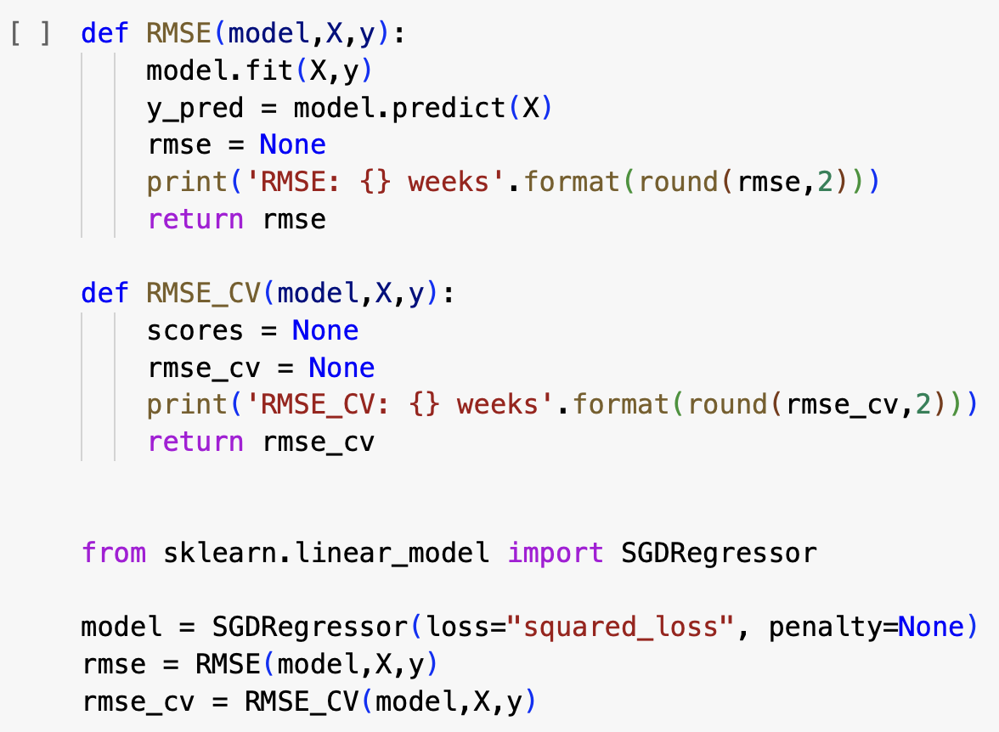 [ ] def RMSE(model,X,y):
        model.fit(X,y)
        y_pred = model.predict(X)
        rmse = None
        print('RMSE: {} weeks'.format(round(rmse,2)))
        return rmse
def RMSE_CV(model,X,y):
        scores = None
        rmse_cv = None
        print('RMSE_CV: {} weeks'.format(round(rmse_cv,2)))
        return rmse_cv
from sklearn.linear_model import SGDRegressor
model = SGDRegressor(loss="squared_loss", penalty=None)
rmse = RMSE(model,X,y)
rmse_cv = RMSE_CV(model,X,y)